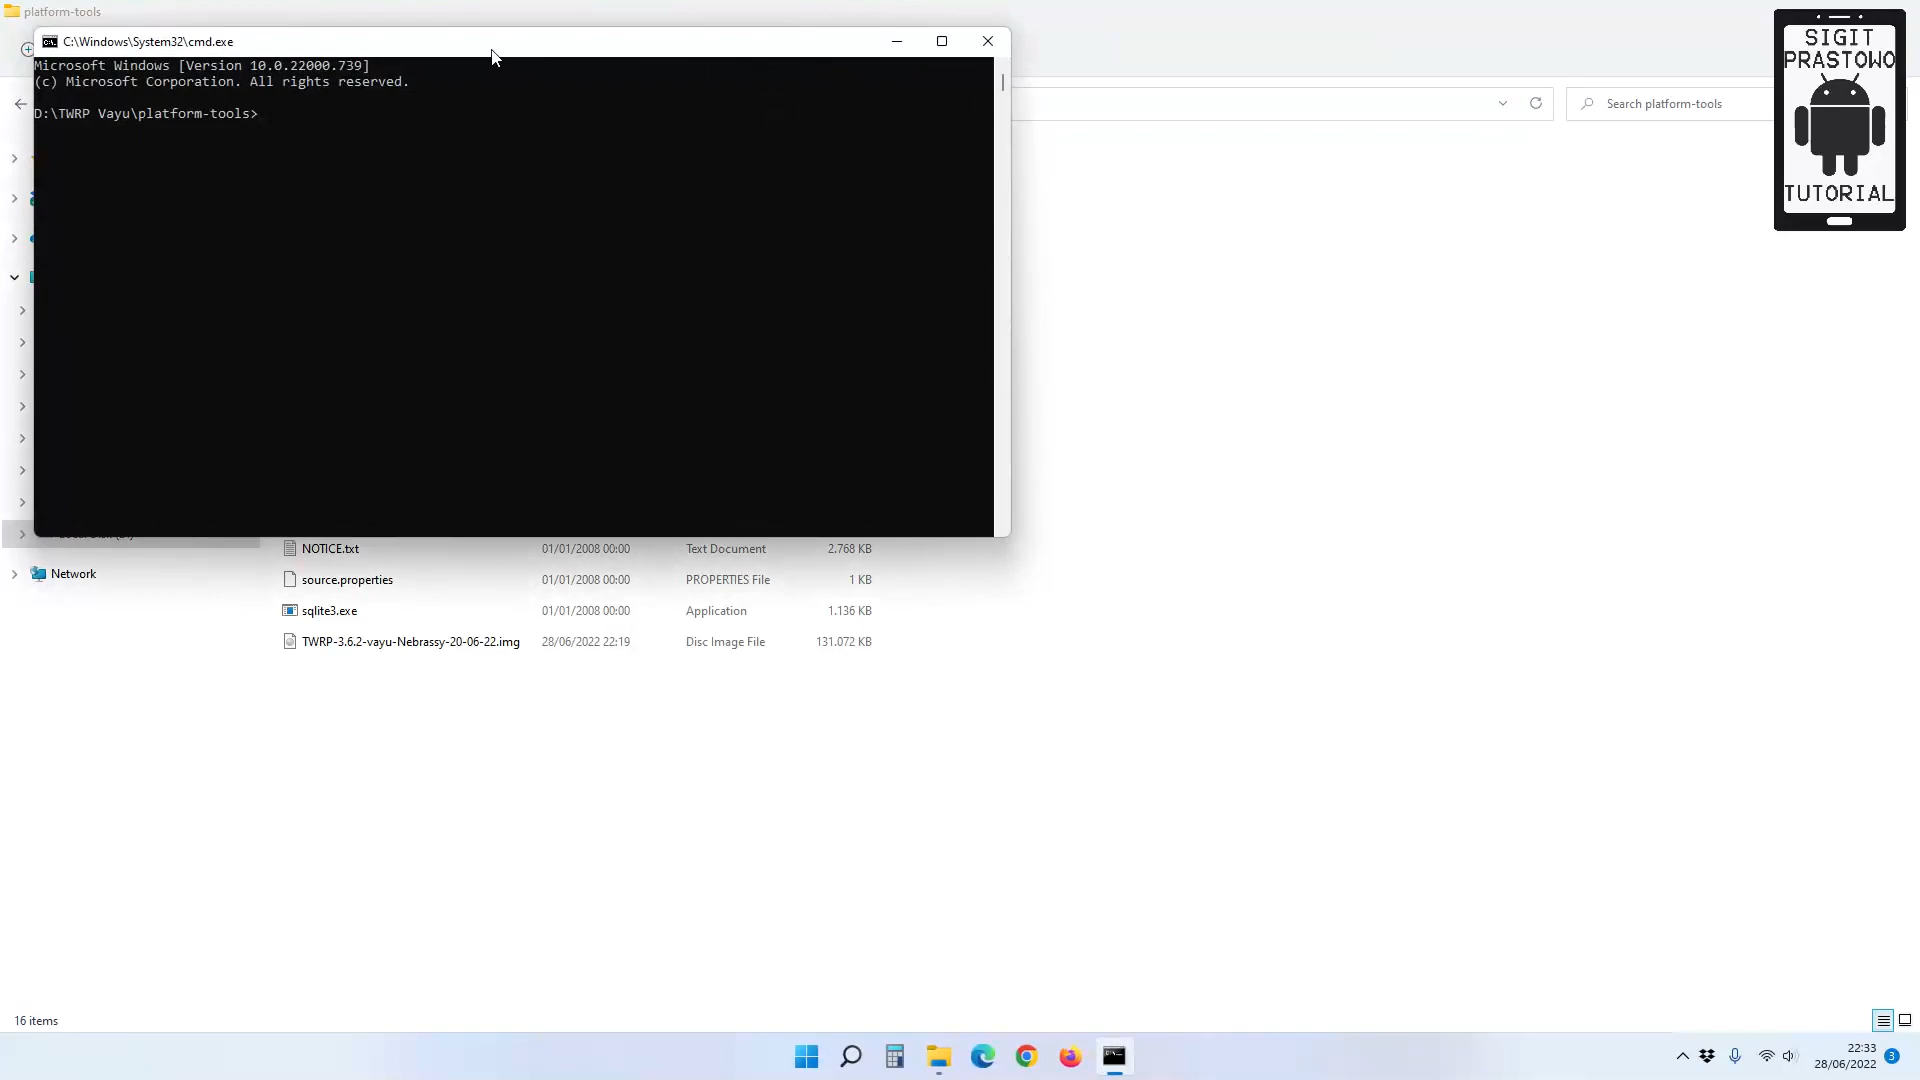 platform-tools
C:\Windows\System32\cmd.exe
Microsoft Windows [Version 10.0.22000.739]
(c) Microsoft Corporation. All rights reserved.
D:\TWRP Vayu\platform-tools>
Search platform-tools
SIGIT
PRASTOWO
TUTORIAL
NOTICE.txt 01/01/2008 00:00 Text Document 2.768 KB
Network
source.properties 01/01/2008 00:00 PROPERTIES File 1 KB
sqlite3.exe 01/01/2008 00:00 Application 1.136 KB
TWRP-3.6.2-vayu-Nebrassy-20-06-22.img 28/06/2022 22:19 Disc Image File 131.072 KB
16 items
22:33
28/06/2022
3